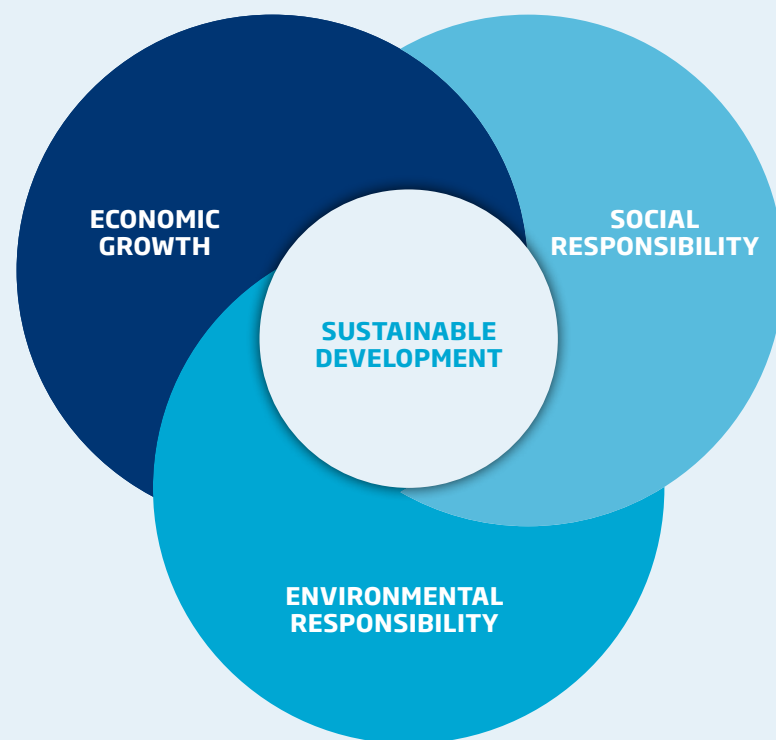 ECONOMIC
GROWTH
SOCIAL
RESPONSIBILITY
SUSTAINABLE
DEVELOPMENT
ENVIRONMENTAL
RESPONSIBILITY